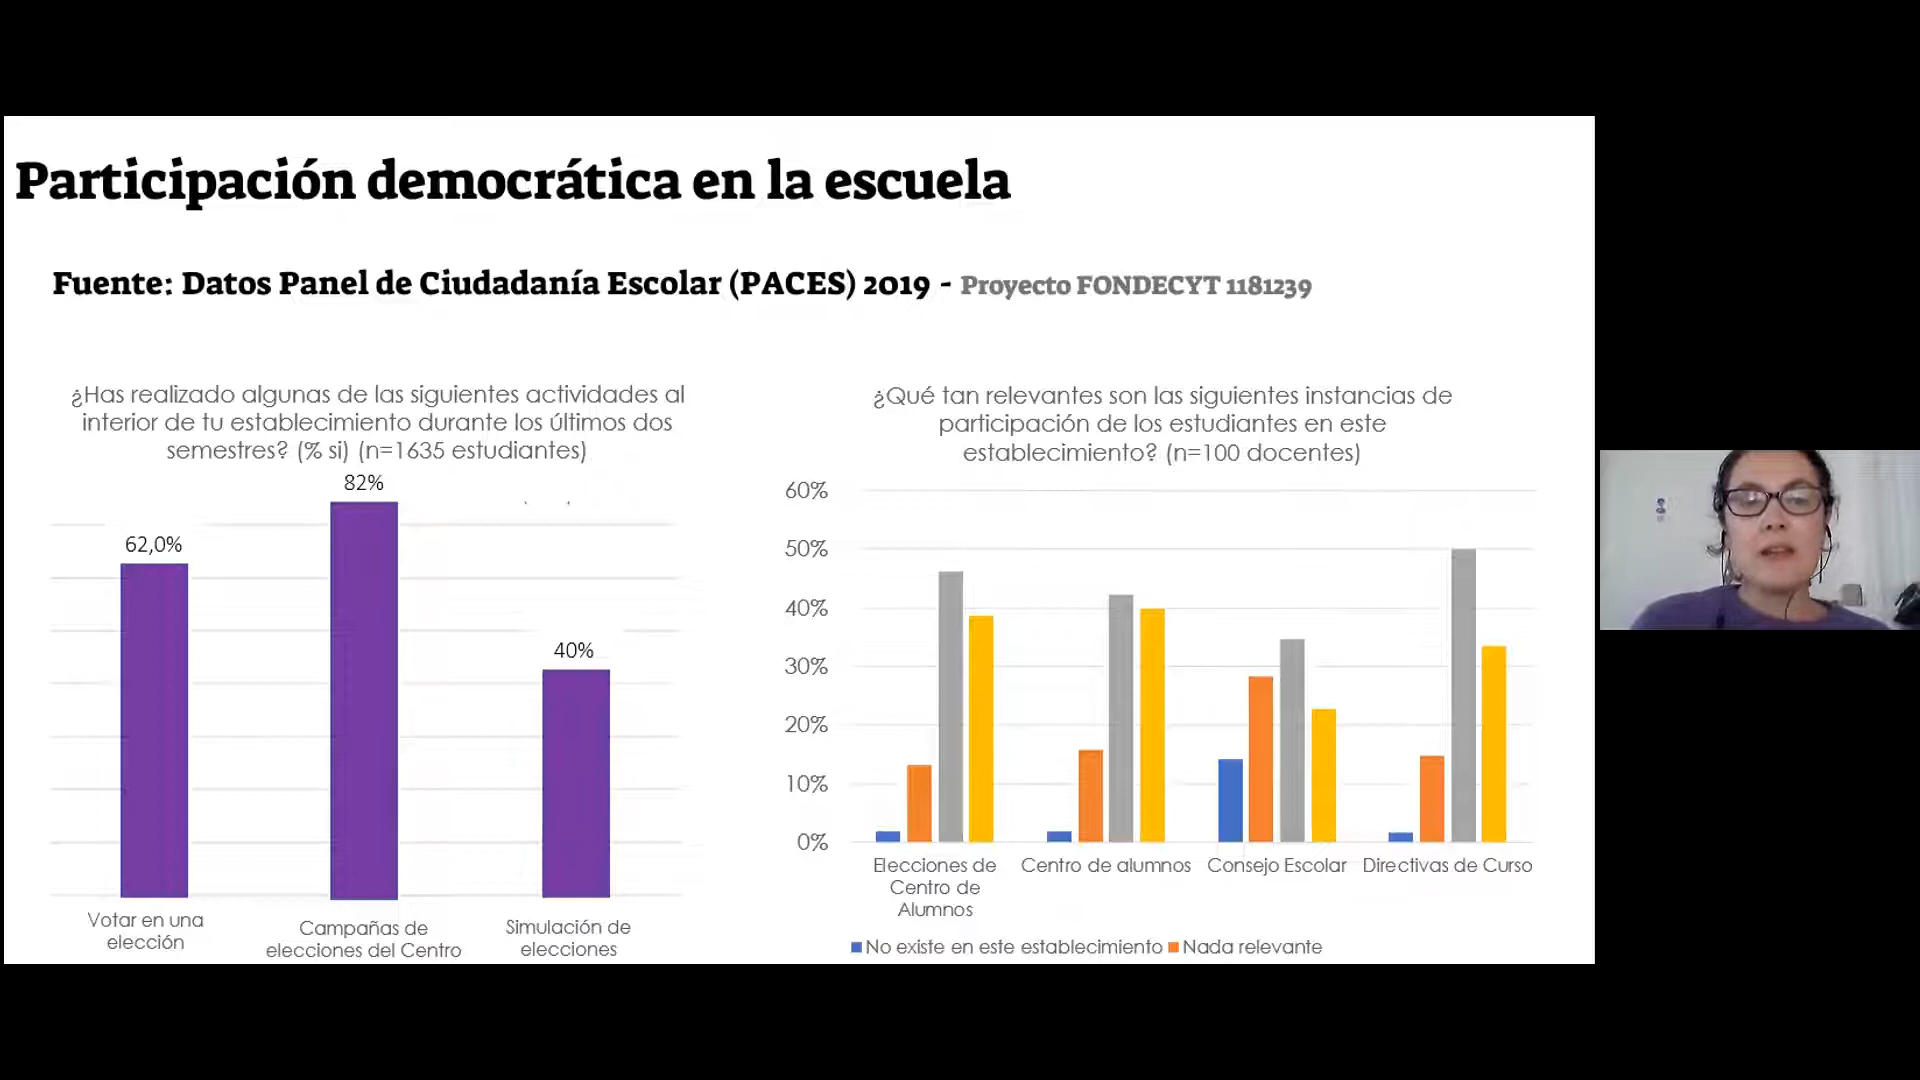 Participación democrática en la escuela
Fuente: Datos Panel de Ciudadanía Escolar (PACES) 2019 - Proyecto FONDECYT 1181239
¿Has realizado algunas de las siguientes actividades al
interior de tu establecimiento durante los últimos dos
semestres? (% si) (n=1635 estudiantes)
82%
62,0%
40%
Votar en una
elección
Campañas de
elecciones del Centro
Simulación de
elecciones
¿Qué tan relevantes son las siguientes instancias de
participación de los estudiantes en este
establecimiento? (n=100 docentes)
60%
50%
40%
30%
20%
10%
0%
Elecciones de
Centro de
Alumnos
Centro de alumnos
Consejo Escolar
Directivas de Curso
No existe en este establecimiento
Nada relevante